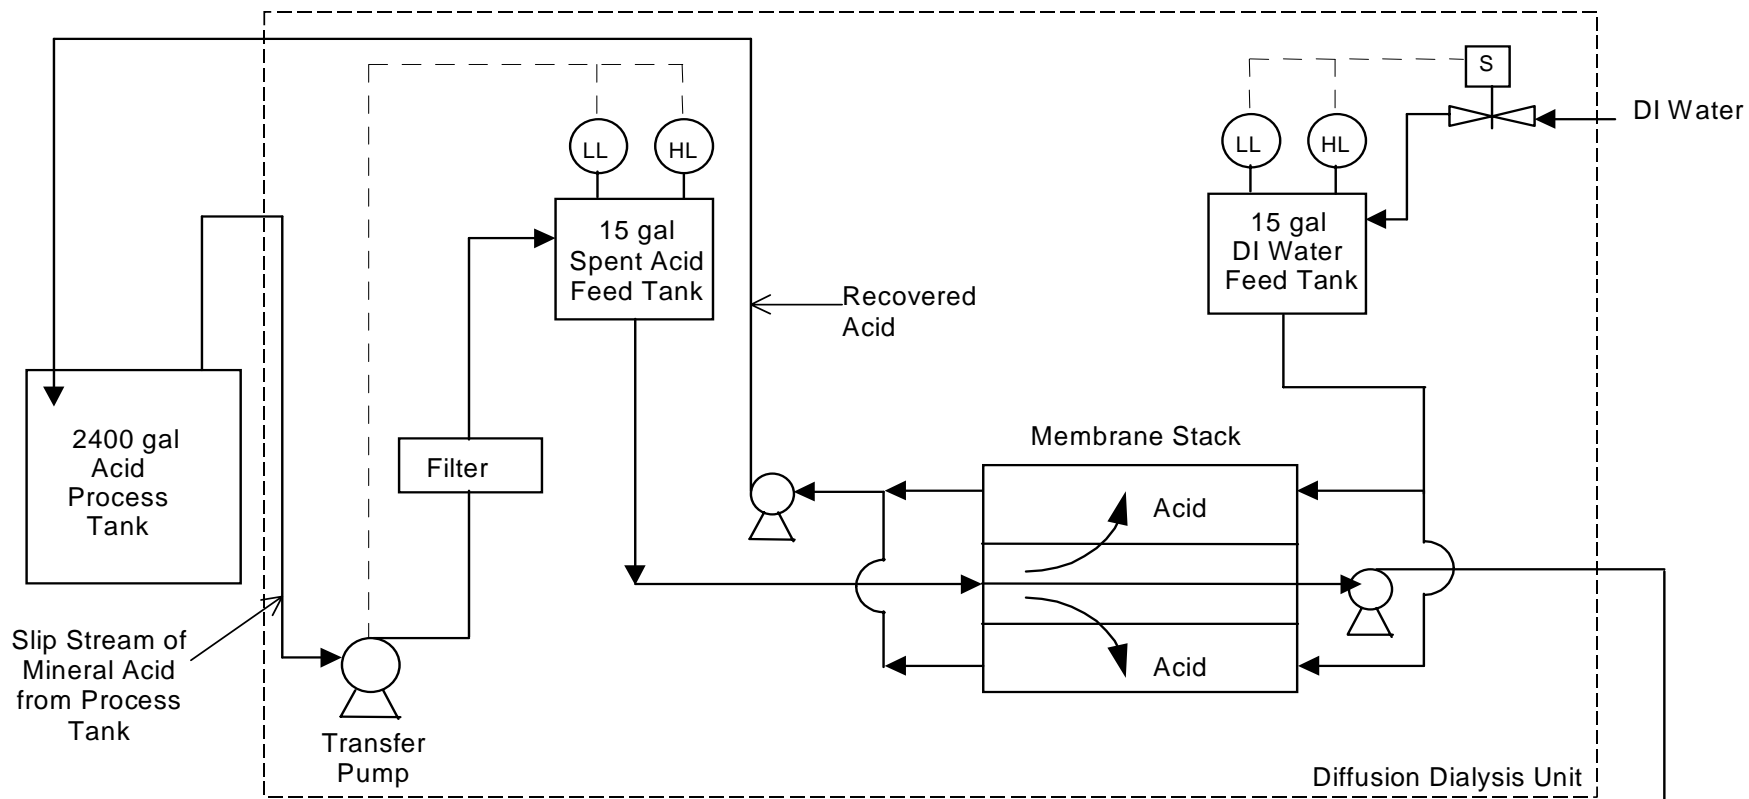 S
DI Water
LL
HL
LL
HL
15 gal
Spent Acid
Feed Tank
15 gal
DI Water
Feed Tank
Recovered
Acid
2400 gal
Acid
Process
Tank
Filter
Membrane Stack
Acid
Acid
Slip Stream of
Mineral Acid
from Process
Tank
Transfer
Pump
Diffusion Dialysis Unit